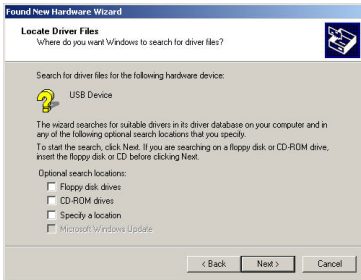 Found New Hardware Wizard
Locate Driver Files
Where do you want Windows to search for driver files?
Search for driver files for the following hardware device:
USB Device
The wizard searches for suitable drivers in its driver database on your computer and in
any of the following optional search locations that you specify.
To start the search, click Next. If you are searching on a floppy disk or CD-ROM drive,
insert the floppy disk or CD before clicking Next.
Optional search locations:
Floppy disk drives
CD-ROM drives
Specify a location
Microsoft Windows Update
< Back
Next >
Cancel